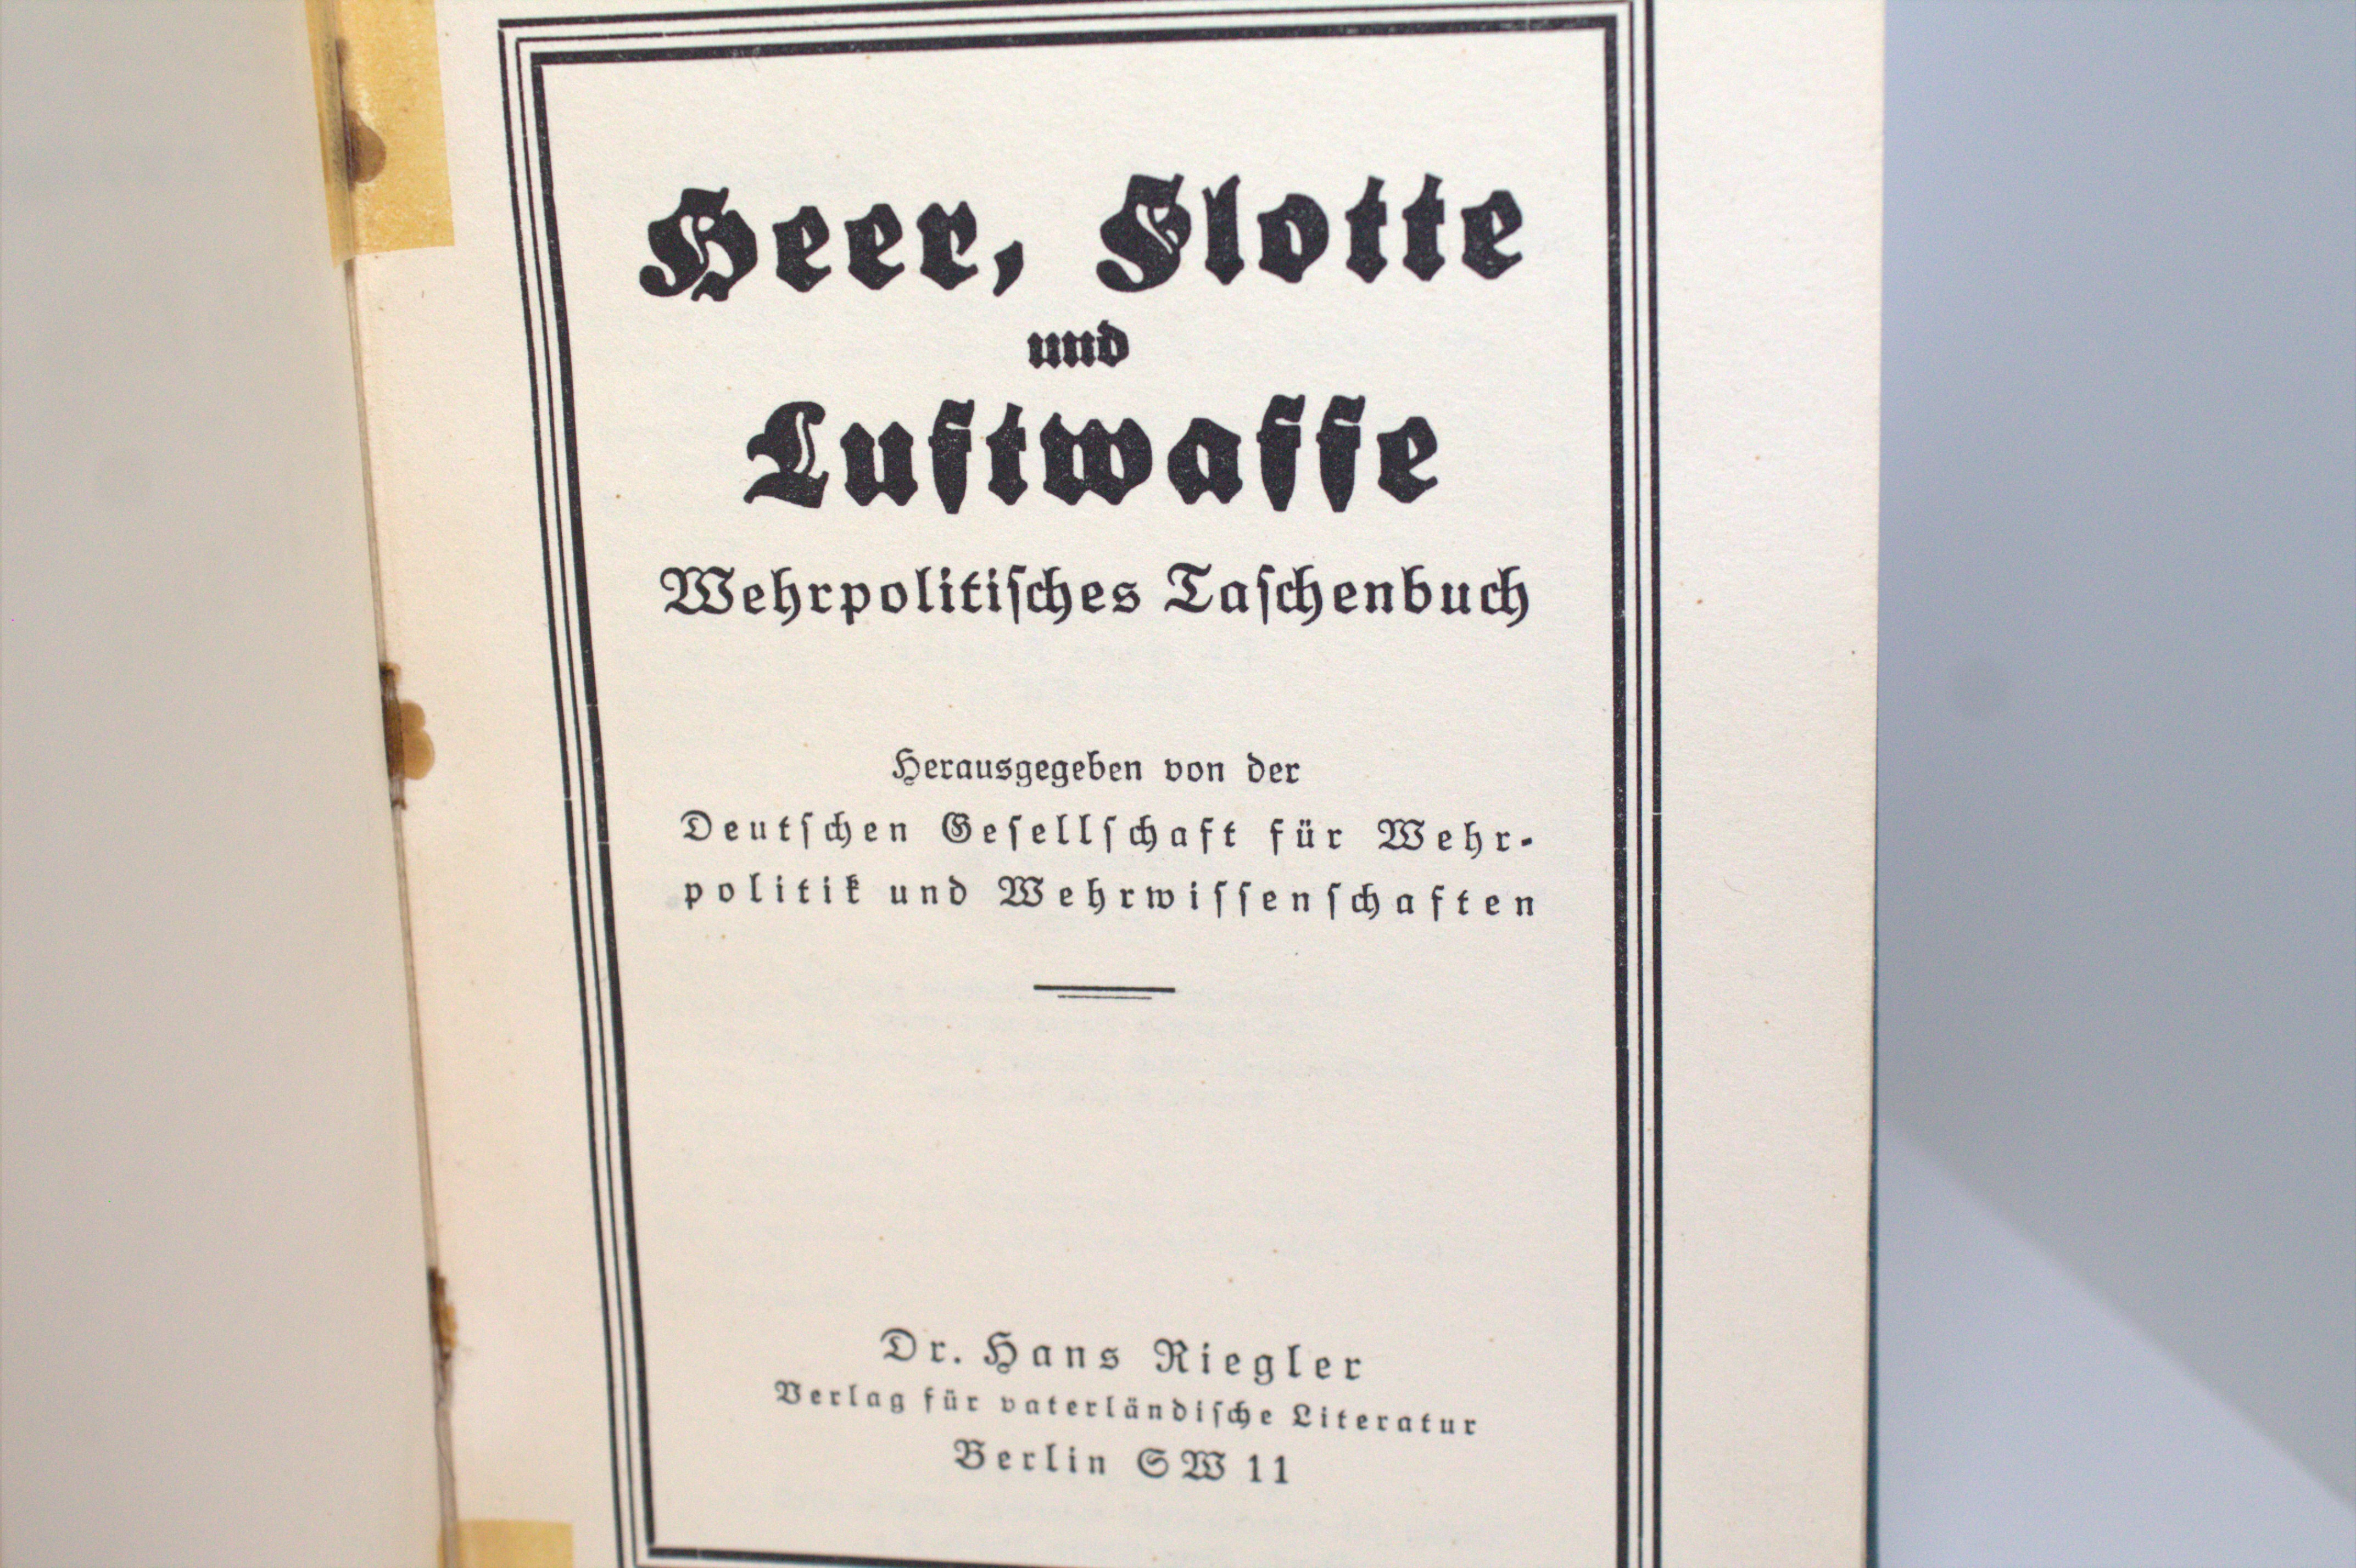 Heer, Flotte
und
Luftwaffe
Wehrpolitisches Taschenbuch
Herausgegeben von der
Deutschen Gesellschaft für Wehr-
politik und Wehrwissenschaften
Dr. Hans Riegler
Verlag für vaterländische Literatur
Berlin SW 11